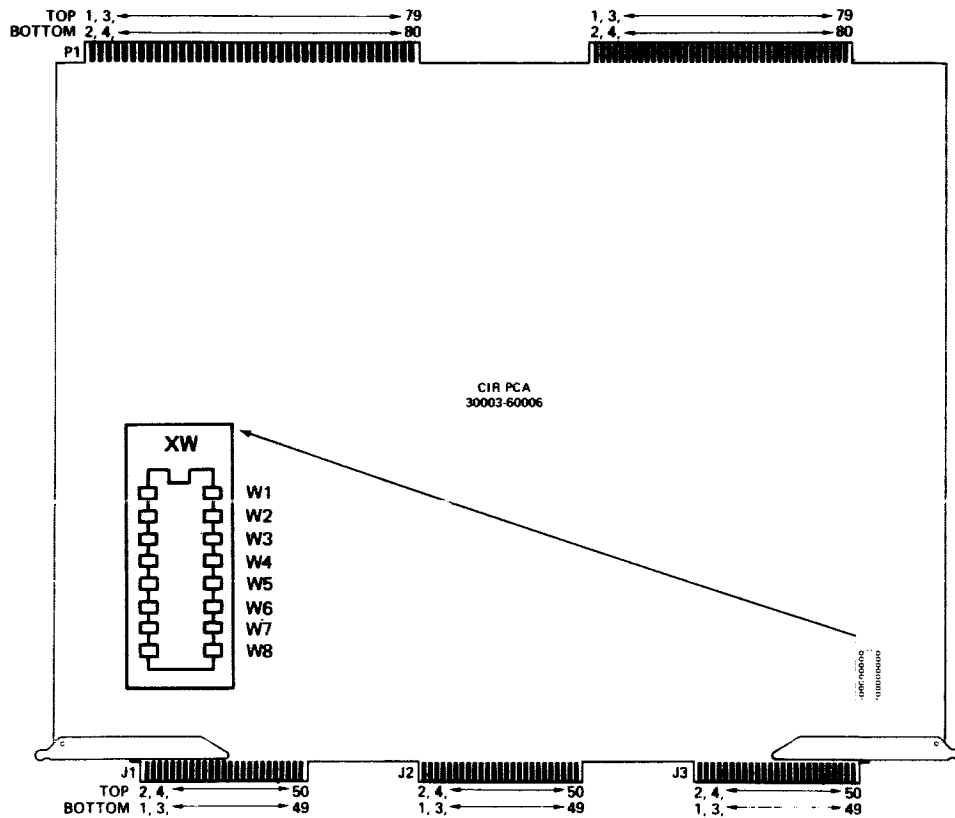 TOP 1, 3, 79
BOTTOM 2, 4, 80
P1
1, 3, 79
2, 4, 80
CIR PCA
30003-60006
XW
W1
W2
W3
W4
W5
W6
W7
W8
J1
J2
J3
TOP 2, 4, 50
BOTTOM 1, 3, 49
2, 4, 50
1, 3, 49
2, 4, 50
1, 3, 49